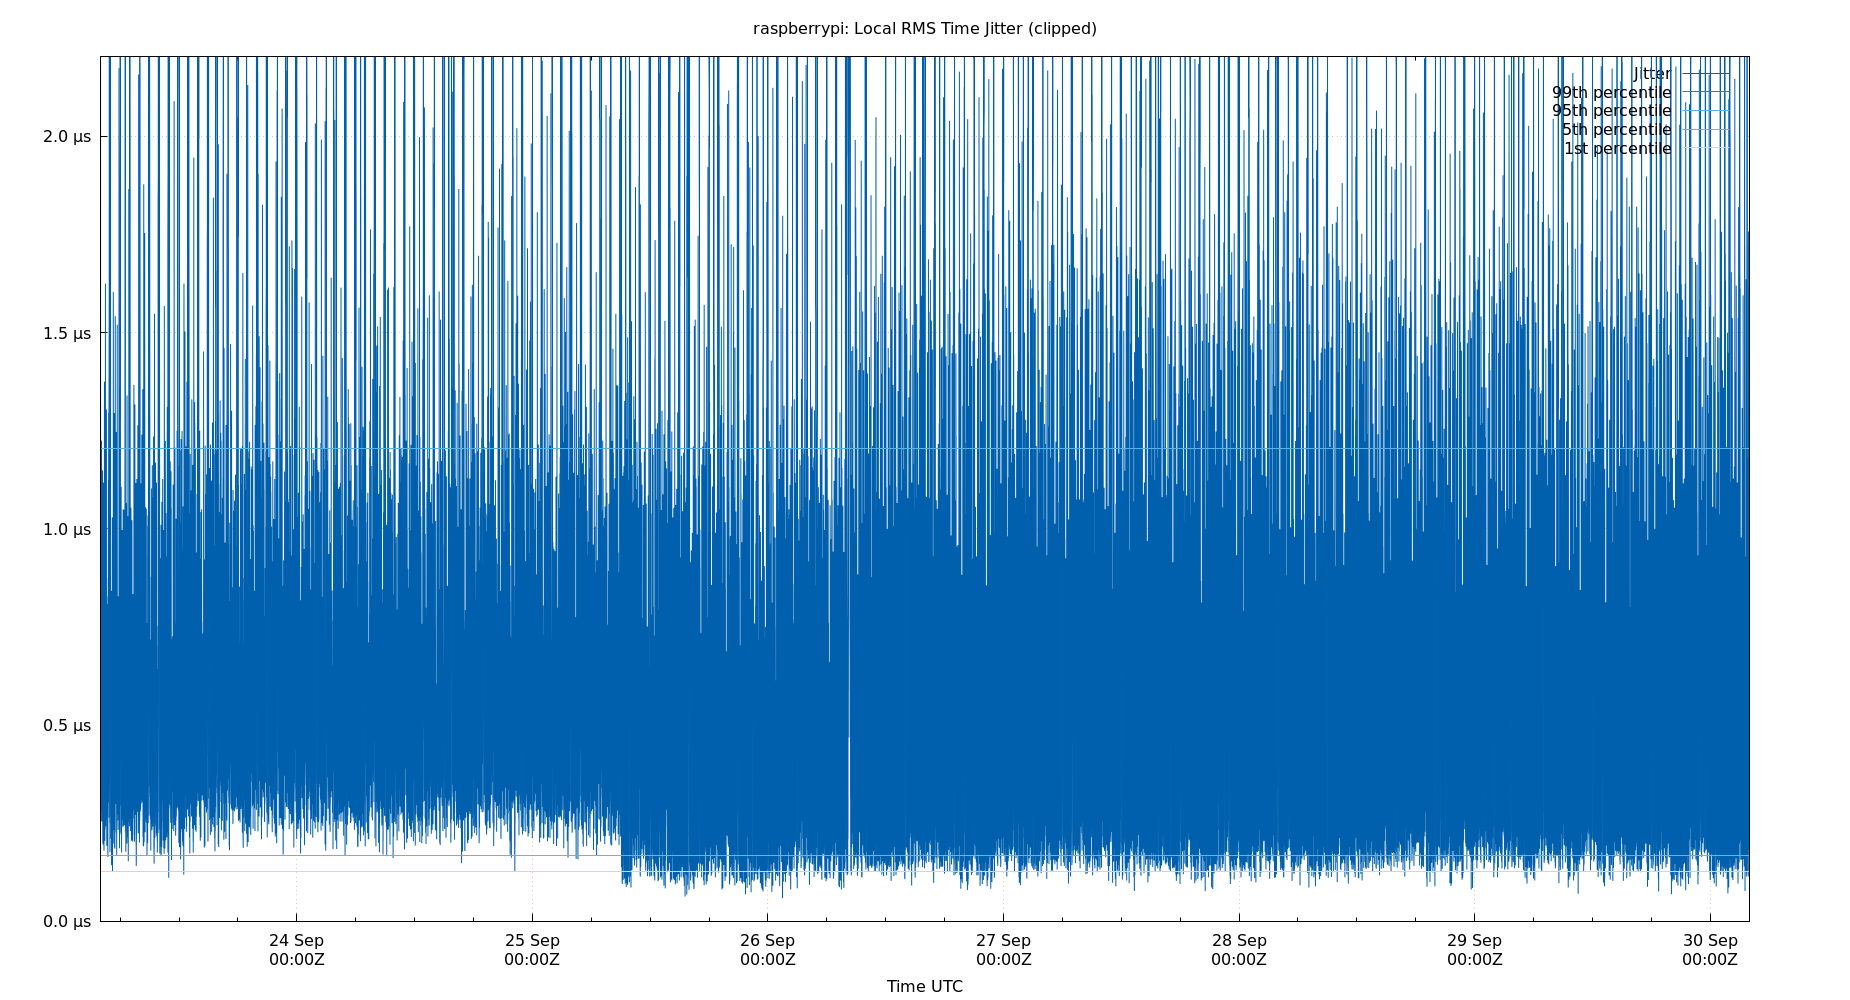 raspberrypi: Local RMS Time Jitter (clipped)
Jitter
99th percentile
95th percentile
5th percentile
1st percentile
2.0 µs
1.5 µs
1.0 µs
0.5 µs
0.0 µs
24 Sep 25 Sep 26 Sep 27 Sep 28 Sep 29 Sep 30 Sep
00:00Z 00:00Z 00:00Z 00:00Z 00:00Z 00:00Z 00:00Z
Time UTC